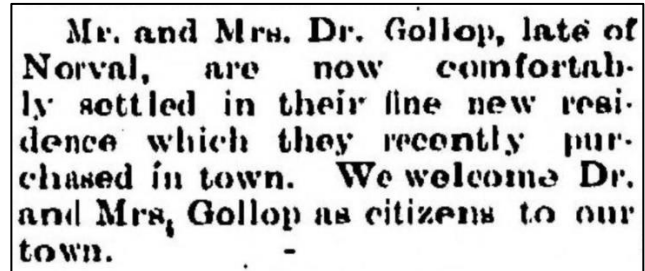 Mr. and Mrs. Dr. Gollop, late of
Norval, are now comfortab-
ly settled in their fine new resi-
dence which they recently pur-
chased in town. We welcome Dr.
and Mrs. Gollop as citizens to our
town. -